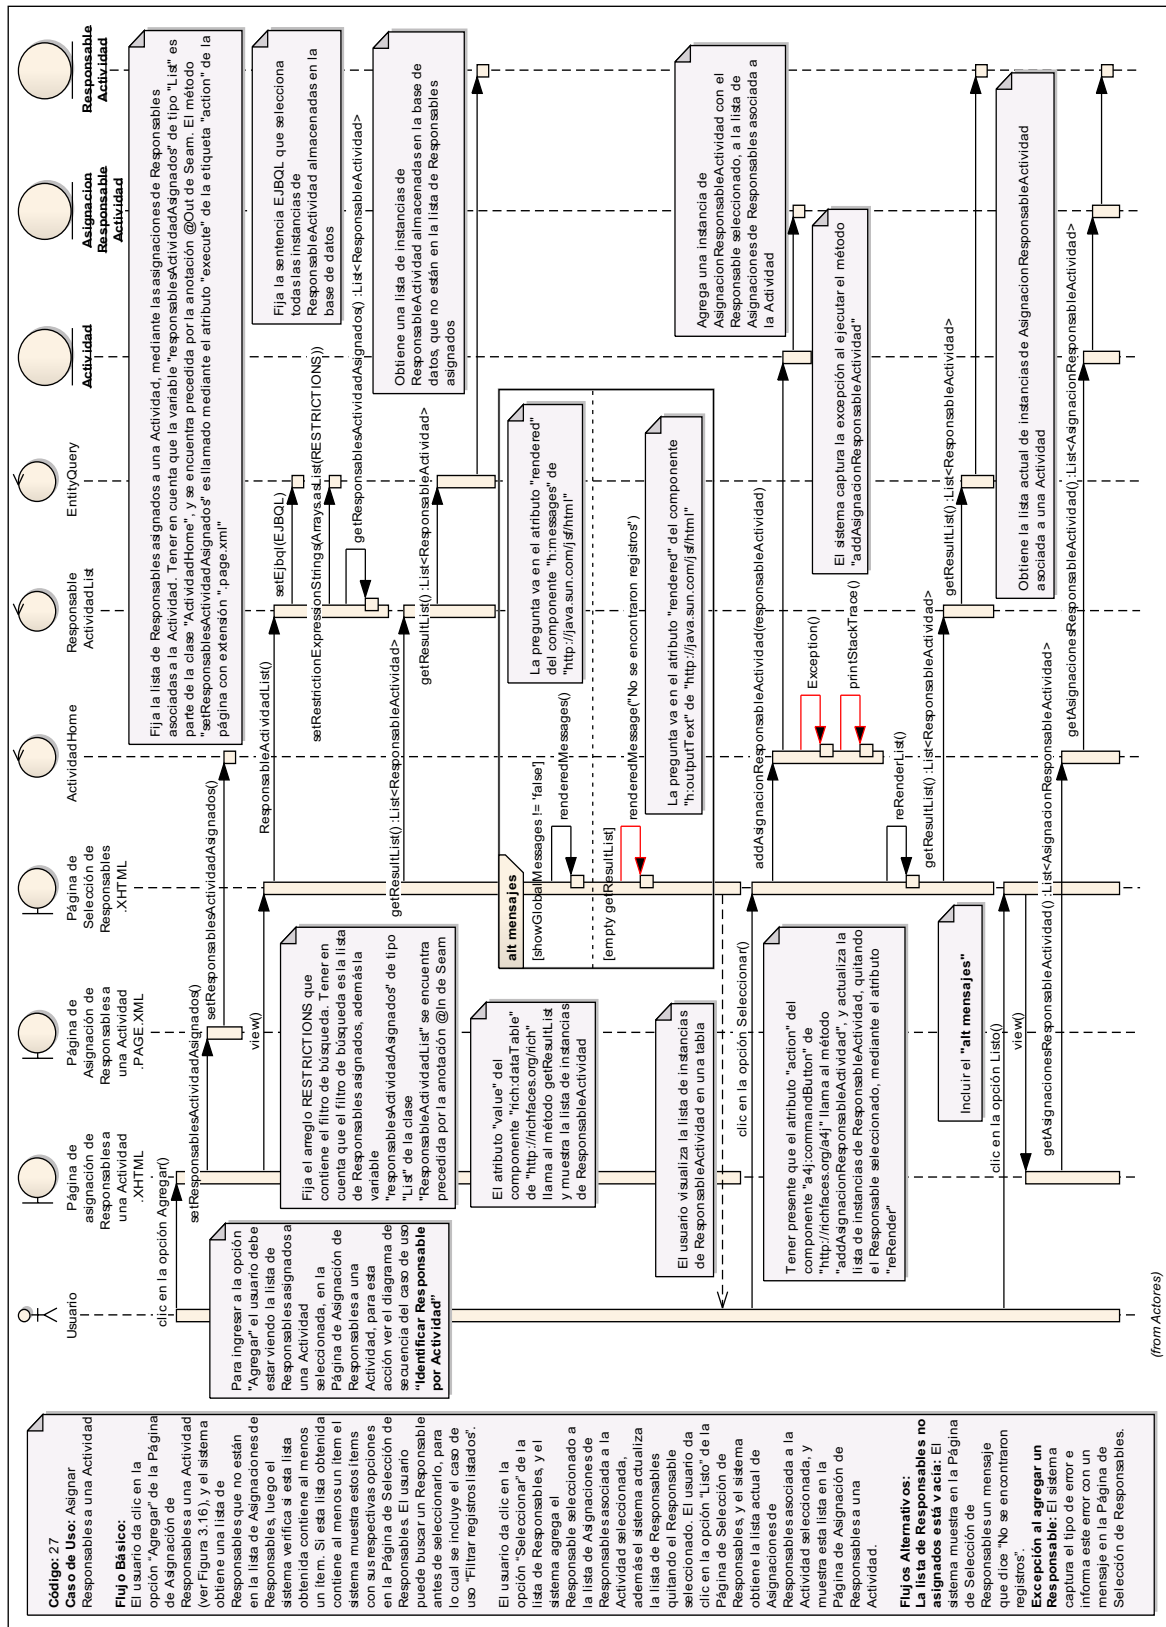 Código: 27
Caso de Uso: Asignar
Responsables a una Actividad
Flujo Básico:
El usuario da clic en la
opción "Agregar" de la Página
de Asignación de
Responsables a una Actividad
(ver Figura 3.16), y el sistema
obtiene una lista de
Responsables que no están
en la lista de Asignaciones de
Responsables, luego el
sistema verifica si esta lista
obtenida contiene al menos
un ítem. Si esta lista obtenida
contiene al menos un ítem el
sistema muestra estos ítems
con sus respectivas opciones
en la Página de Selección de
Responsables. El usuario
puede buscar un Responsable
antes de seleccionarlo, para
lo cual se incluye el caso de
uso "Filtrar registros listados".
El usuario da clic en la
opción "Seleccionar" de la
lista de Responsables, y el
sistema agrega el
Responsable seleccionado a
la lista de Asignaciones de
Responsables asociada a la
Actividad seleccionada,
además el sistema actualiza
la lista de Responsables
quitando el Responsable
seleccionado. El usuario da
clic en la opción "Listo" de la
Página de Selección de
Responsables, y el sistema
obtiene la lista actual de
Asignaciones de
Responsables asociada a la
Actividad seleccionada, y
muestra esta lista en la
Página de Asignación de
Responsables a una
Actividad.
Flujos Alternativos:
La lista de Responsables no
asignados está vacía: El
sistema muestra en la Página
de Selección de
Responsables un mensaje
que dice "No se encontraron
registros".
Excepción al agregar un
Responsable: El sistema
captura el tipo de error e
informa este error con un
mensaje en la Página de
Selección de Responsables.
Usuario
Página de
asignación de
Responsables a
una Actividad
.XHTML
Página de
Asignación de
Responsables a
una Actividad
.PAGE.XML
Página de
Selección de
Responsables
.XHTML
ActividadHome
Responsable
ActividadList
EntityQuery
Actividad
Asignacion
Responsable
Actividad
Responsable
Actividad
clic en la opción Agregar()
setResponsablesActividadAsignados()
setResponsablesActividadAsignados()
Fija la lista de Responsables asignados a una Actividad, mediante las asignaciones de Responsables
asociadas a la Actividad. Tener en cuenta que la variable "responsablesActividadAsignados" de tipo "List" es
parte de la clase "ActividadHome", y se encuentra precedida por la anotación @Out de Seam. El método
"setResponsablesActividadAsignados" es llamado mediante el atributo "execute" de la etiqueta "action" de la
página con extensión ".page.xml"
Para ingresar a la opción
"Agregar" el usuario debe
estar viendo la lista de
Responsables asignados a
una Actividad
seleccionada, en la
Página de Asignación de
Responsables a una
Actividad, para esta
acción ver el diagrama de
secuencia del caso de uso
"Identificar Responsable
por Actividad"
view()
ResponsableActividadList()
setEjbql(EJBQL)
Fija la sentencia EJBQL que selecciona
todas las instancias de
ResponsableActividad almacenadas en la
base de datos
setRestrictionExpressionStrings(Arrays.asList(RESTRICTIONS))
Fija el arreglo RESTRICTIONS que
contiene el filtro de búsqueda. Tener en
cuenta que el filtro de búsqueda es la lista
de Responsables asignados, además la
variable
"responsablesActividadAsignados" de tipo
"List" de la clase
"ResponsableActividadList" se encuentra
precedida por la anotación @In de Seam
getResponsablesActividadAsignados() :List<ResponsableActividad>
getResultList() :List<ResponsableActividad>
getResultList() :List<ResponsableActividad>
Obtiene una lista de instancias de
ResponsableActividad almacenadas en la base de
datos, que no están en la lista de Responsables
asignados
El atributo "value" del
componente "rich:dataTable"
de "http://richfaces.org/rich"
llama al método getResultList
y muestra la lista de instancias
de ResponsableActividad
alt mensajes
[showGlobalMessages != 'false']
renderedMessages()
La pregunta va en el atributo "rendered"
del componente "h:messages" de
"http://java.sun.com/jsf/html"
[empty getResultList]
renderedMessage("No se encontraron registros")
La pregunta va en el atributo "rendered" del componente
"h:outputText" de "http://java.sun.com/jsf/html"
El usuario visualiza la lista de instancias
de ResponsableActividad en una tabla
clic en la opción Seleccionar()
addAsignacionResponsableActividad(responsableActividad)
Agrega una instancia de
AsignacionResponsableActividad con el
Responsable seleccionado, a la lista de
Asignaciones de Responsables asociada a
la Actividad
Tener presente que el atributo "action" del
componente "a4j:commandButton" de
"http://richfaces.org/a4j" llama al método
"addAsignacionResponsableActividad", y actualiza la
lista de instancias de ResponsableActividad, quitando
el Responsable seleccionado, mediante el atributo
"reRender"
Exception()
printStackTrace()
El sistema captura la excepción al ejecutar el método
"addAsignacionResponsableActividad"
reRenderList()
getResultList() :List<ResponsableActividad>
getResultList() :List<ResponsableActividad>
Incluir el "alt mensajes"
clic en la opción Listo()
view()
getAsignacionesResponsableActividad() :List<AsignacionResponsableActividad>
getAsignacionesResponsableActividad() :List<AsignacionResponsableActividad>
Obtiene la lista actual de instancias de AsignacionResponsableActividad
asociada a una Actividad
(from Actores)